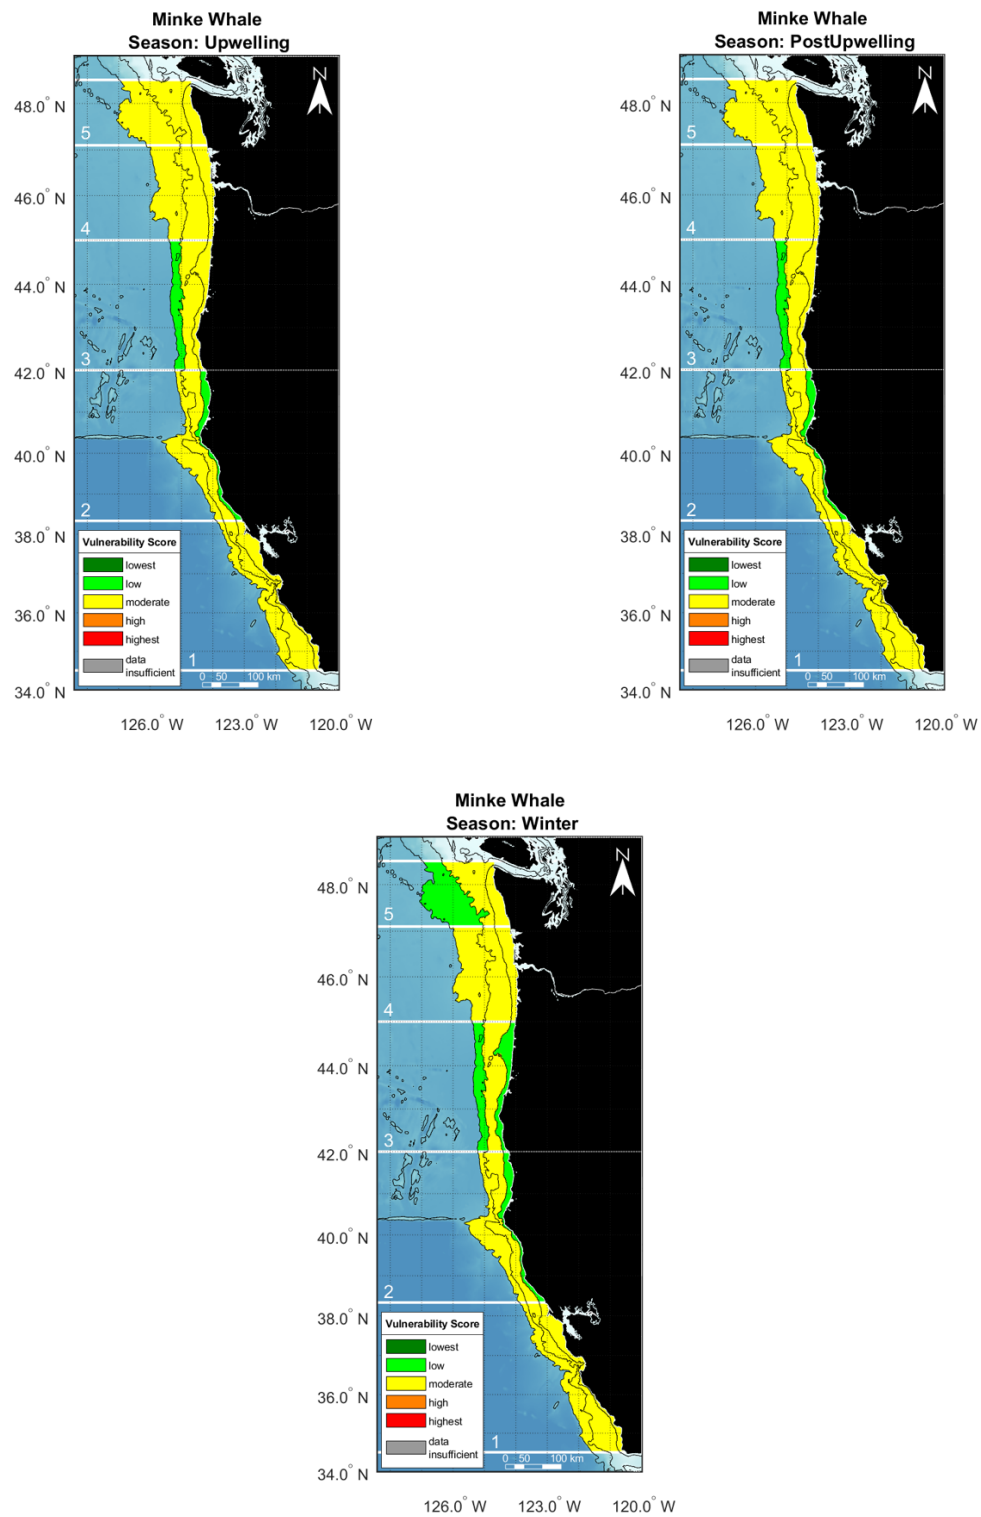 Minke Whale
Season: Upwelling
N
48.0° N
5
46.0° N
4
44.0° N
3
42.0° N
40.0° N
2
38.0° N
Vulnerability Score
lowest
low
moderate
36.0° N
high
highest
data
insufficient
1
0 50 100 km
34.0° N
126.0° W 123.0° W 120.0° W
Minke Whale
Season: PostUpwelling
N
48.0° N
5
46.0° N
4
44.0° N
3
42.0° N
40.0° N
2
38.0° N
Vulnerability Score
lowest
low
moderate
36.0° N
high
highest
data
insufficient
1
0 50 100 km
34.0° N
126.0° W 123.0° W 120.0° W
Minke Whale
Season: Winter
N
48.0° N
5
46.0° N
4
44.0° N
3
42.0° N
40.0° N
2
38.0° N
Vulnerability Score
lowest
low
moderate
36.0° N
high
highest
data
insufficient
1
0 50 100 km
34.0° N
126.0° W 123.0° W 120.0° W